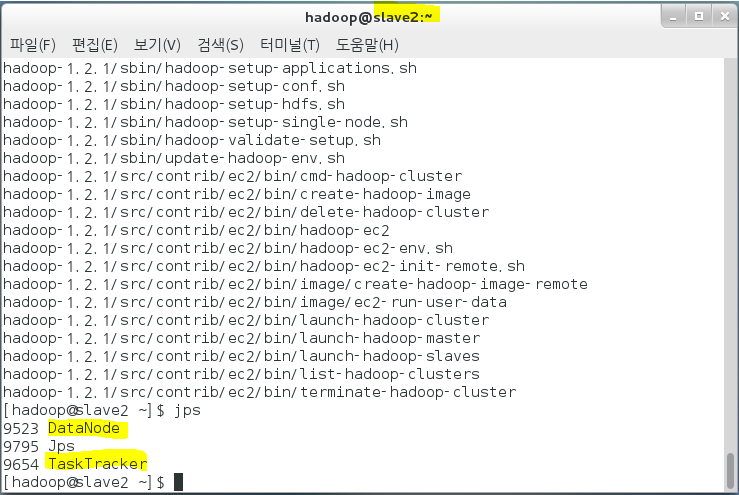 hadoop@slave2:~
파일(F) 편집(E) 보기(V) 검색(S) 터미널(T) 도움말(H)
hadoop-1.2.1/sbin/hadoop-setup-applications.sh
hadoop-1.2.1/sbin/hadoop-setup-conf.sh
hadoop-1.2.1/sbin/hadoop-setup-hdfs.sh
hadoop-1.2.1/sbin/hadoop-setup-single-node.sh
hadoop-1.2.1/sbin/hadoop-validate-setup.sh
hadoop-1.2.1/sbin/update-hadoop-env.sh
hadoop-1.2.1/src/contrib/ec2/bin/cmd-hadoop-cluster
hadoop-1.2.1/src/contrib/ec2/bin/create-hadoop-image
hadoop-1.2.1/src/contrib/ec2/bin/delete-hadoop-cluster
hadoop-1.2.1/src/contrib/ec2/bin/hadoop-ec2
hadoop-1.2.1/src/contrib/ec2/bin/hadoop-ec2-env.sh
hadoop-1.2.1/src/contrib/ec2/bin/hadoop-ec2-init-remote.sh
hadoop-1.2.1/src/contrib/ec2/bin/image/create-hadoop-image-remote
hadoop-1.2.1/src/contrib/ec2/bin/image/ec2-run-user-data
hadoop-1.2.1/src/contrib/ec2/bin/launch-hadoop-cluster
hadoop-1.2.1/src/contrib/ec2/bin/launch-hadoop-master
hadoop-1.2.1/src/contrib/ec2/bin/launch-hadoop-slaves
hadoop-1.2.1/src/contrib/ec2/bin/list-hadoop-clusters
hadoop-1.2.1/src/contrib/ec2/bin/terminate-hadoop-cluster
[hadoop@slave2 ~]$ jps
9523 DataNode
9795 Jps
9654 TaskTracker
[hadoop@slave2 ~]$